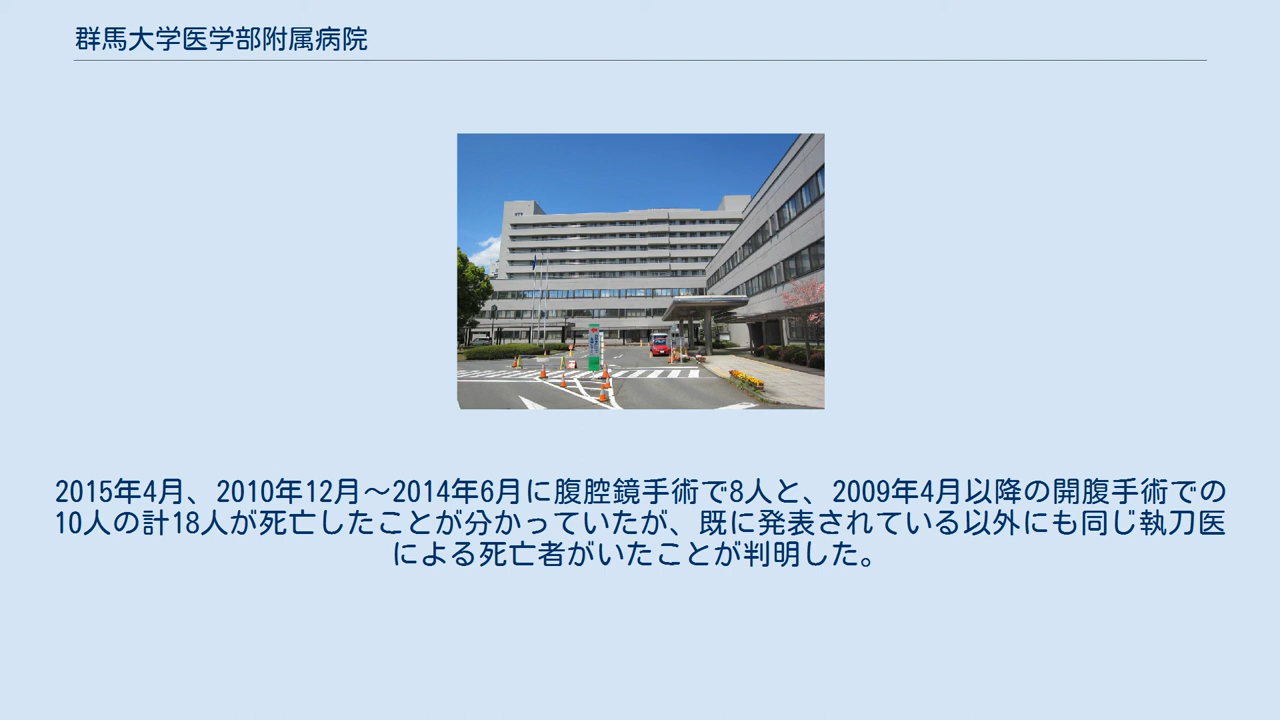 群馬大学医学部附属病院
2015年4月、2010年12月～2014年6月に腹腔鏡手術で8人と、2009年4月以降の開腹手術での
10人の計18人が死亡したことが分かっていたが、既に発表されている以外にも同じ執刀医
による死亡者がいたことが判明した。